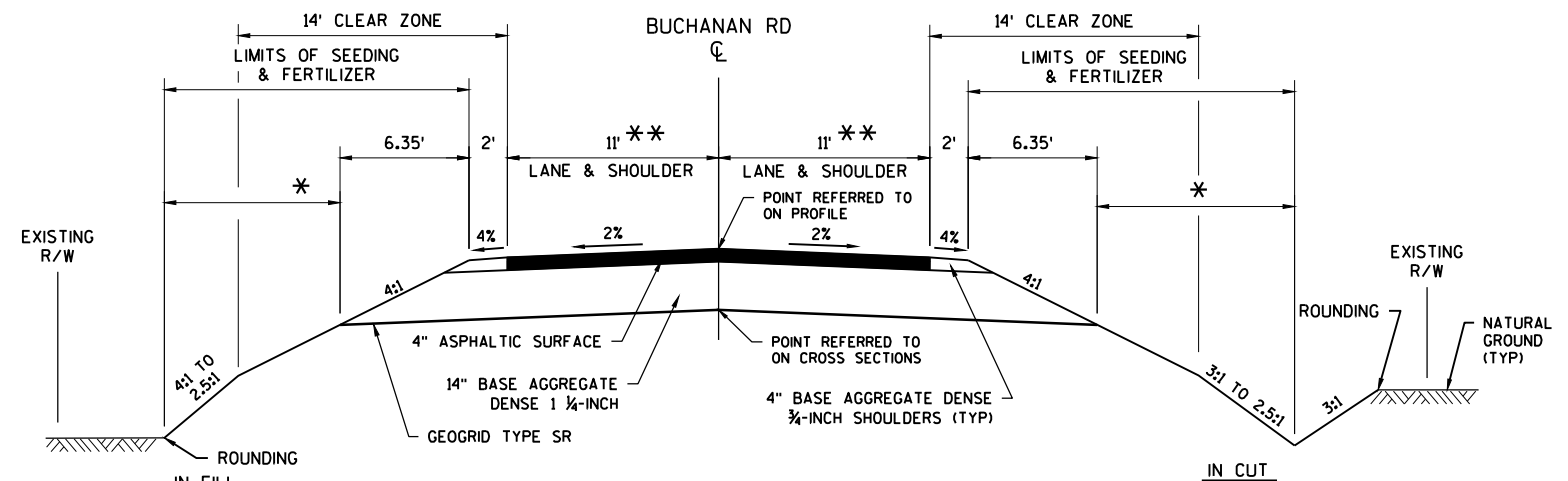 14' CLEAR ZONE
BUCHANAN RD
14' CLEAR ZONE
℄
LIMITS OF SEEDING
& FERTILIZER
LIMITS OF SEEDING
& FERTILIZER
6.35'
2'
11' **
11' **
2'
6.35'
LANE & SHOULDER
LANE & SHOULDER
*
*
POINT REFERRED TO
ON PROFILE
EXISTING
R/W
4%
2%
2%
4%
EXISTING
R/W
4:1
4:1
ROUNDING
NATURAL
GROUND
(TYP)
4" ASPHALTIC SURFACE
POINT REFERRED TO
ON CROSS SECTIONS
4:1 TO
2.5:1
3:1 TO 2.5:1
3:1
14" BASE AGGREGATE
DENSE 1 ¼-INCH
4" BASE AGGREGATE DENSE
¾-INCH SHOULDERS (TYP)
GEOGRID TYPE SR
ROUNDING
IN FILL
IN CUT